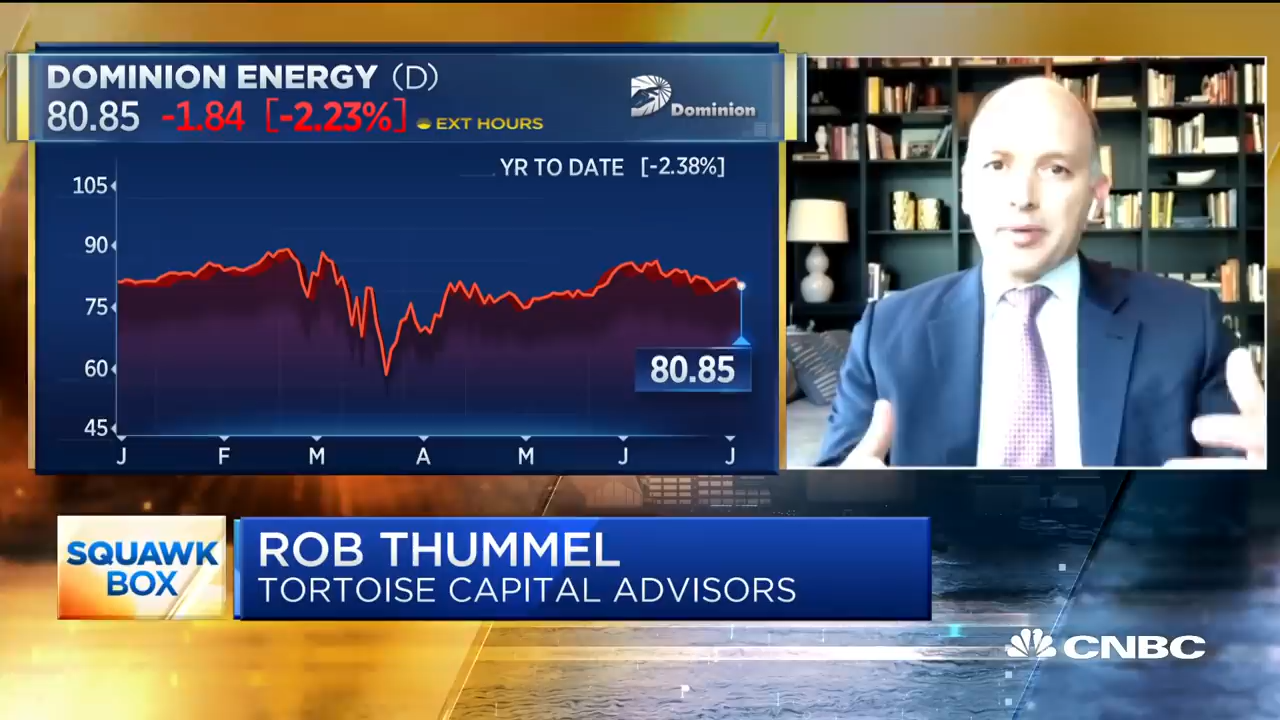 DOMINION ENERGY (D)
80.85 -1.84 [-2.23%] EXT HOURS
Dominion
YR TO DATE [-2.38%]
105
90
75
60
45
80.85
J F M A M J J
SQUAWK
BOX
ROB THUMMEL
TORTOISE CAPITAL ADVISORS
CNBC